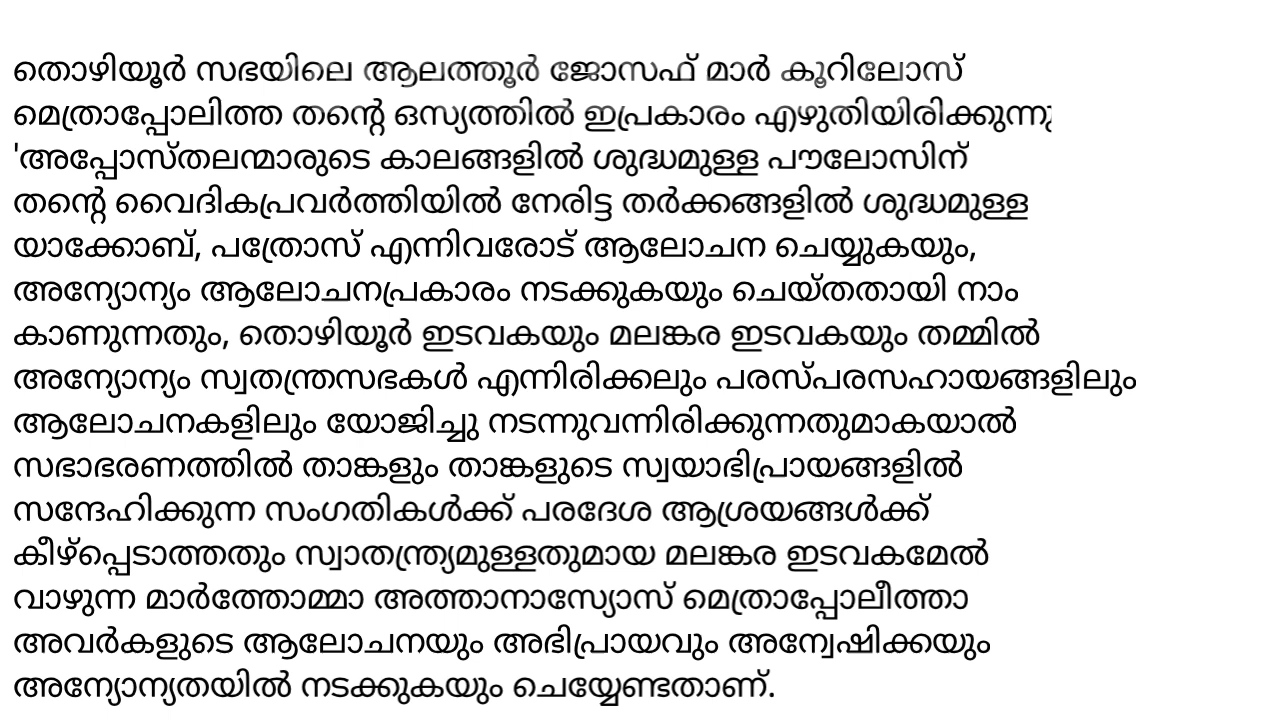 തൊഴിയൂർ സഭയിലെ ആലത്തൂർ ജോസഫ് മാർ കൂറിലോസ്
മെത്രാപ്പോലിത്ത തന്റെ ഒസ്യത്തിൽ ഇപ്രകാരം എഴുതിയിരിക്കുന്നു
'അപ്പോസ്തലന്മാരുടെ കാലങ്ങളിൽ ശുദ്ധമുള്ള പൗലോസിന്
തന്റെ വൈദികപ്രവർത്തിയിൽ നേരിട്ട തർക്കങ്ങളിൽ ശുദ്ധമുള്ള
യാക്കോബ്, പത്രോസ് എന്നിവരോട് ആലോചന ചെയ്യുകയും,
അന്യോന്യം ആലോചനപ്രകാരം നടക്കുകയും ചെയ്തതായി നാം
കാണുന്നതും, തൊഴിയൂർ ഇടവകയും മലങ്കര ഇടവകയും തമ്മിൽ
അന്യോന്യം സ്വതന്ത്രസഭകൾ എന്നിരിക്കലും പരസ്പരസഹായങ്ങളിലും
ആലോചനകളിലും യോജിച്ചു നടന്നുവന്നിരിക്കുന്നതുമാകയാൽ
സഭാഭരണത്തിൽ താങ്കളും താങ്കളുടെ സ്വയാഭിപ്രായങ്ങളിൽ
സന്ദേഹിക്കുന്ന സംഗതികൾക്ക് പരദേശ ആശ്രയങ്ങൾക്ക്
കീഴ്പ്പെടാത്തതും സ്വാതന്ത്ര്യമുള്ളതുമായ മലങ്കര ഇടവകമേൽ
വാഴുന്ന മാർത്തോമ്മാ അത്താനാസ്യോസ് മെത്രാപ്പോലീത്താ
അവർകളുടെ ആലോചനയും അഭിപ്രായവും അന്വേഷിക്കയും
അന്യോന്യതയിൽ നടക്കുകയും ചെയ്യേണ്ടതാണ്.